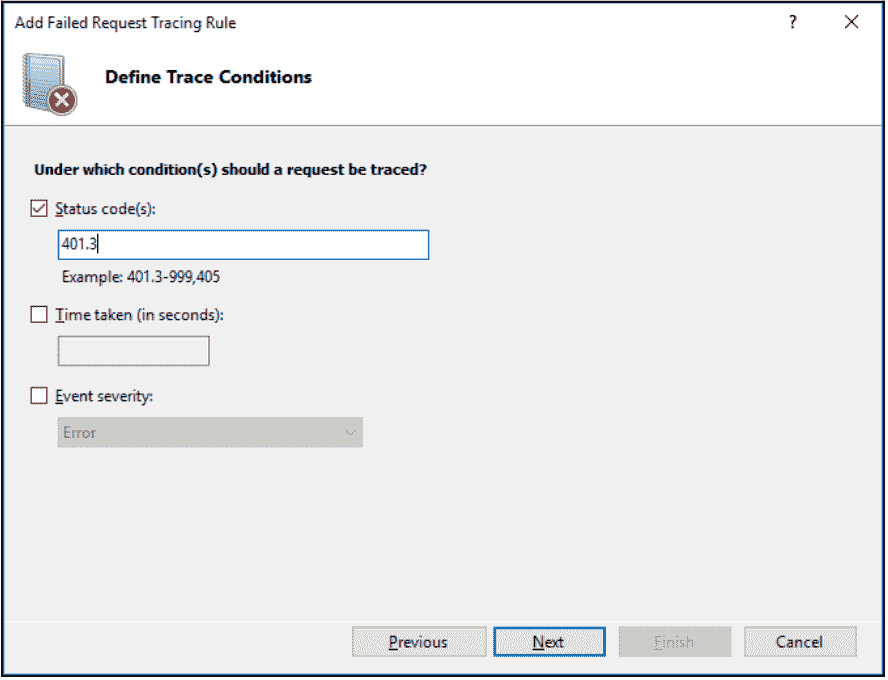 Add Failed Request Tracing Rule
?
Define Trace Conditions
Under which condition(s) should a request be traced?
Status code(s):
401.3
Example: 401.3-999,405
Time taken (in seconds):
Event severity:
Error
Previous Next Finish Cancel